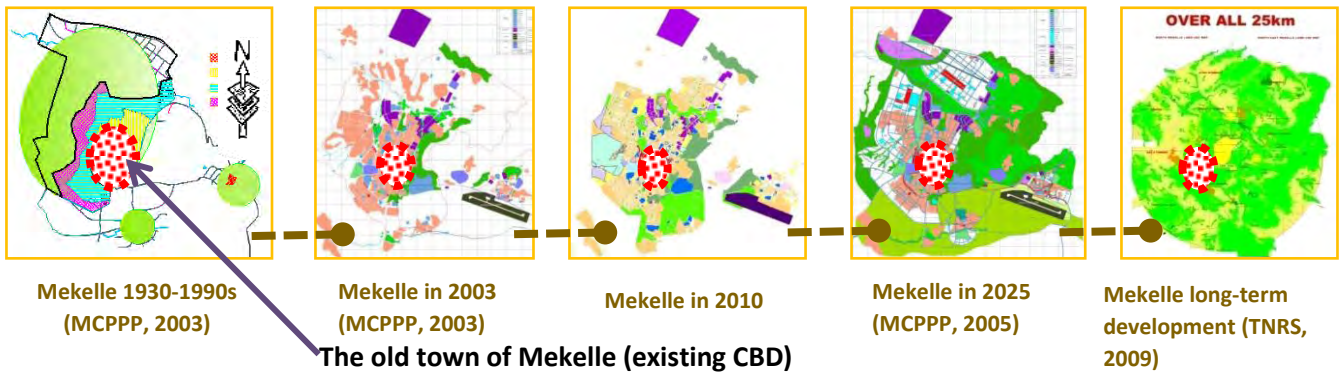 N
OVER ALL 25km
Mekelle 1930-1990s
(MCPPP, 2003)
Mekelle in 2003
(MCPPP, 2003)
Mekelle in 2010
Mekelle in 2025
(MCPPP, 2005)
Mekelle long-term
development (TNRS,
2009)
The old town of Mekelle (existing CBD)